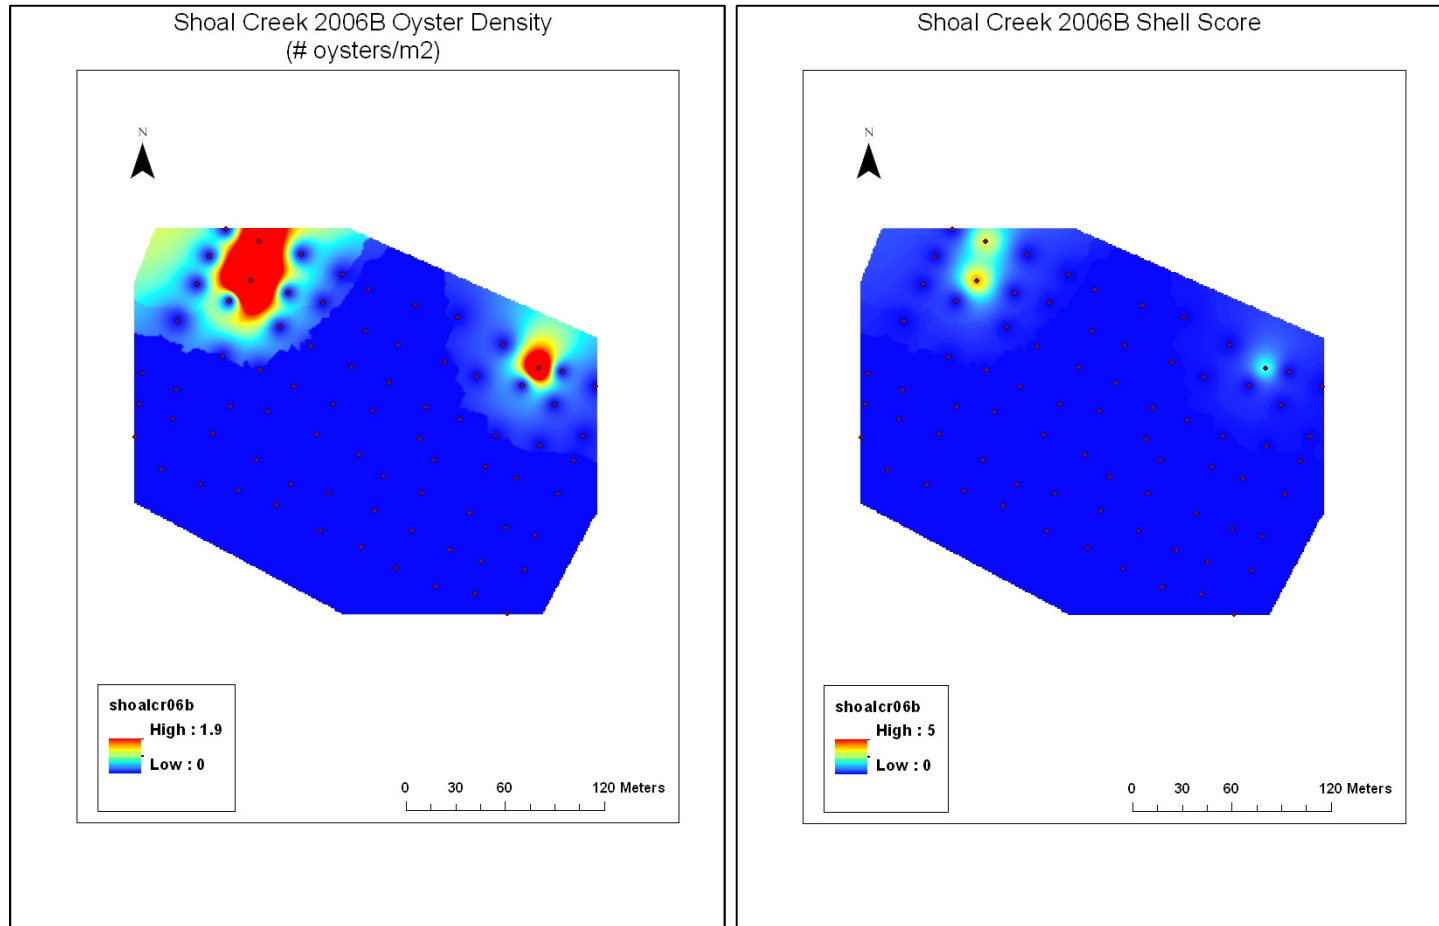 Shoal Creek 2006B Oyster Density
(# oysters/m2)
N
shoalcr06b
High : 1.9
Low : 0
0 30 60 120 Meters
Shoal Creek 2006B Shell Score
N
shoalcr06b
High : 5
Low : 0
0 30 60 120 Meters